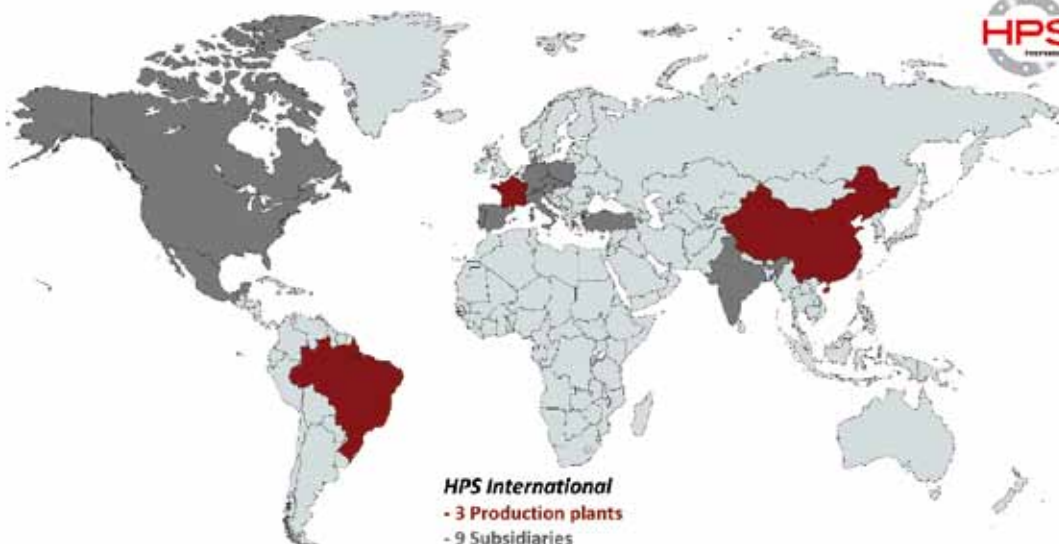 HPS
HPS International
- 3 Production plants
- 9 Subsidiaries